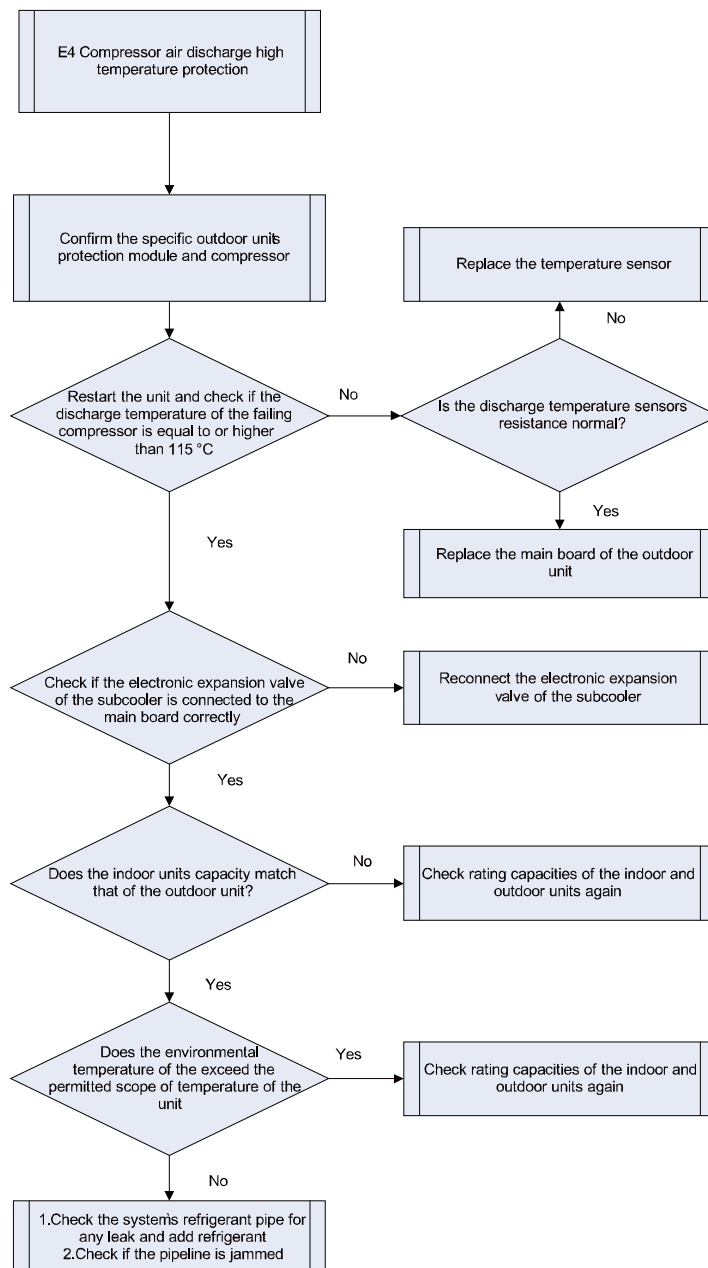 E4 Compressor air discharge high
temperature protection
Confirm the specific outdoor units
protection module and compressor
Replace the temperature sensor
No
Restart the unit and check if the
discharge temperature of the failing
compressor is equal to or higher
than 115 °C
No
Is the discharge temperature sensors
resistance normal?
Yes
Yes
Replace the main board of the outdoor
unit
Check if the electronic expansion valve
of the subcooler is connected to the
main board correctly
No
Reconnect the electronic expansion
valve of the subcooler
Yes
Does the indoor units capacity match
that of the outdoor unit?
No
Check rating capacities of the indoor and
outdoor units again
Yes
Does the environmental
temperature of the exceed the
permitted scope of temperature of the
unit
Yes
Check rating capacities of the indoor and
outdoor units again
No
1.Check the system's refrigerant pipe for
any leak and add refrigerant
2.Check if the pipeline is jammed